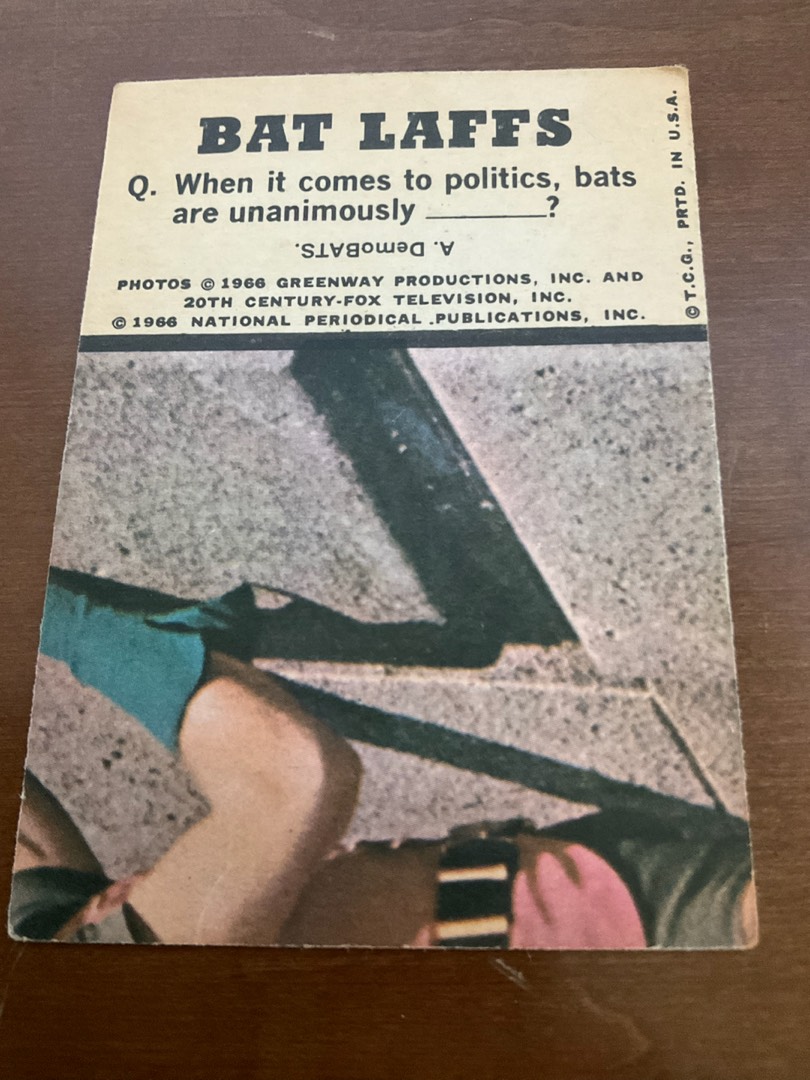 BAT LAFFS
Q. When it comes to politics, bats
are unanimously ________?
A. DemoBATS.
PHOTOS © 1966 GREENWAY PRODUCTIONS, INC. AND
20TH CENTURY-FOX TELEVISION, INC.
© 1966 NATIONAL PERIODICAL PUBLICATIONS, INC.
© T.C.G., PRTD. IN U.S.A.